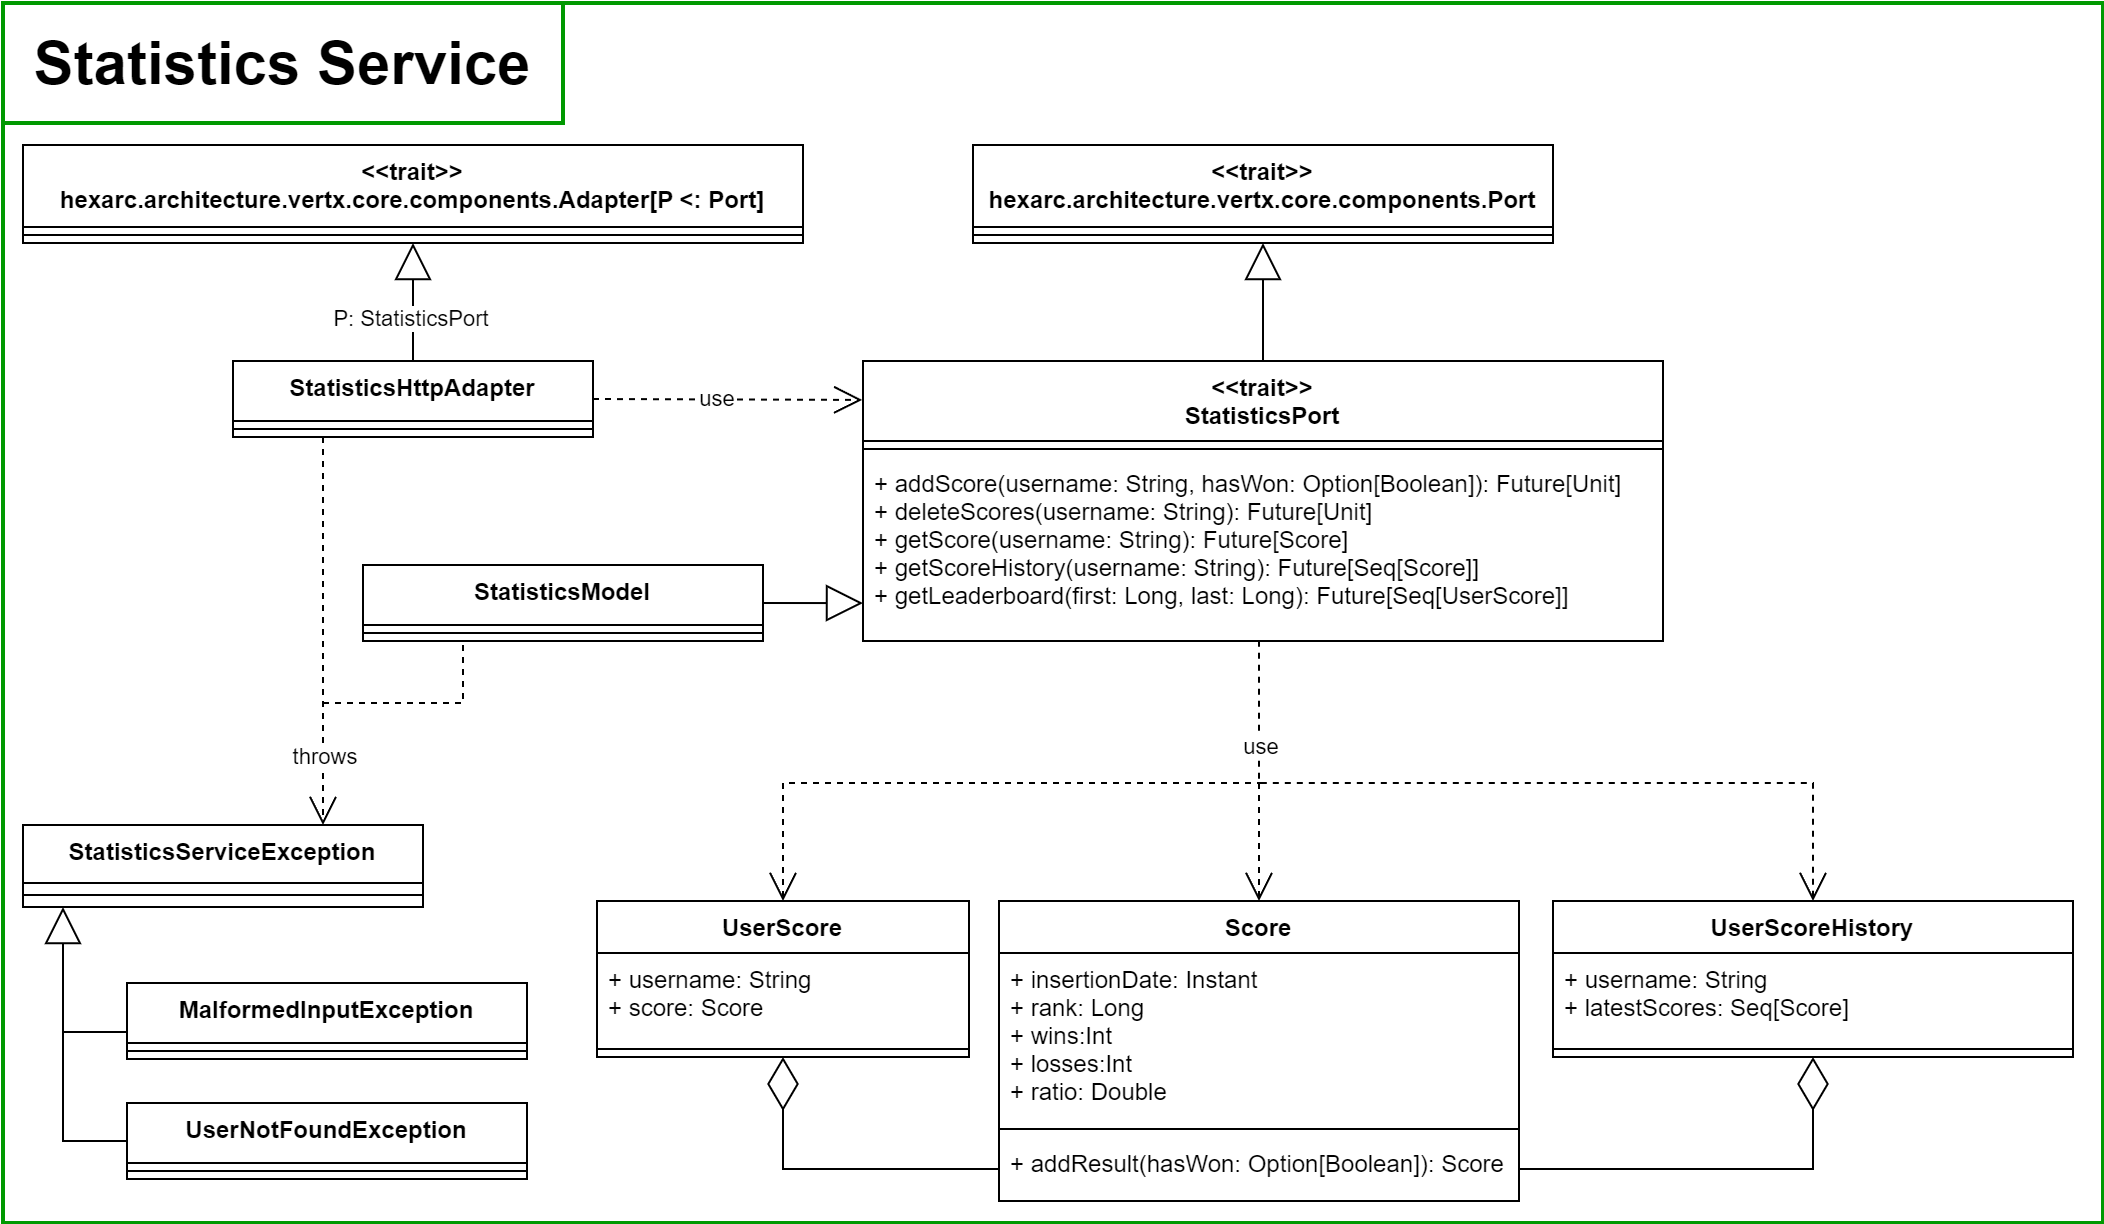 Statistics Service
<<trait>>
hexarc.architecture.vertx.core.components.Adapter[P <: Port]
<<trait>>
hexarc.architecture.vertx.core.components.Port
P: StatisticsPort
StatisticsHttpAdapter
use
<<trait>>
StatisticsPort
+ addScore(username: String, hasWon: Option[Boolean]): Future[Unit]
+ deleteScores(username: String): Future[Unit]
+ getScore(username: String): Future[Score]
+ getScoreHistory(username: String): Future[Seq[Score]]
+ getLeaderboard(first: Long, last: Long): Future[Seq[UserScore]]
StatisticsModel
throws
use
StatisticsServiceException
MalformedInputException
UserNotFoundException
UserScore
+ username: String
+ score: Score
Score
+ insertionDate: Instant
+ rank: Long
+ wins:Int
+ losses:Int
+ ratio: Double
+ addResult(hasWon: Option[Boolean]): Score
UserScoreHistory
+ username: String
+ latestScores: Seq[Score]